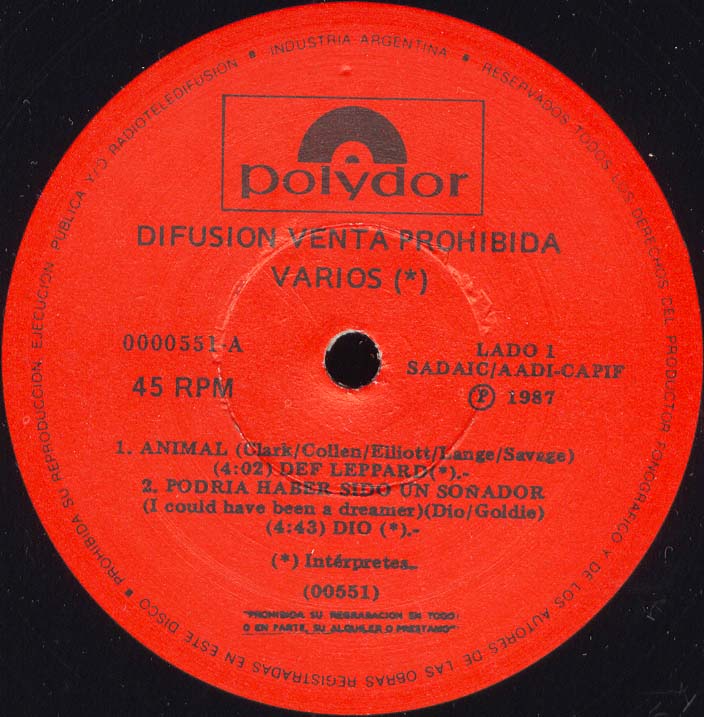 RESERVADOS TODOS LOS DERECHOS DEL PRODUCTOR FONOGRAFICO Y DE LOS AUTORES DE LAS OBRAS REGISTRADAS EN ESTE DISCO • PROHIBIDA SU REPRODUCCION, EJECUCION PUBLICA Y/O RADIOTELEDIFUSION • INDUSTRIA ARGENTINA •
polydor
DIFUSION VENTA PROHIBIDA
VARIOS (*)
0000551-A
45 RPM
LADO 1
SADAIC/AADI-CAPIF
Ⓟ 1987
1. ANIMAL (Clark/Collen/Elliott/Lange/Savage)
(4:02) DEF LEPPARD(*).-
2. PODRIA HABER SIDO UN SOÑADOR
(I could have been a dreamer)(Dio/Goldie)
(4:43) DIO (*).-
(*) Intérpretes.
(00551)
"PROHIBIDA SU REGRABACION EN TODO
O EN PARTE, SU ALQUILER O PRESTAMO"